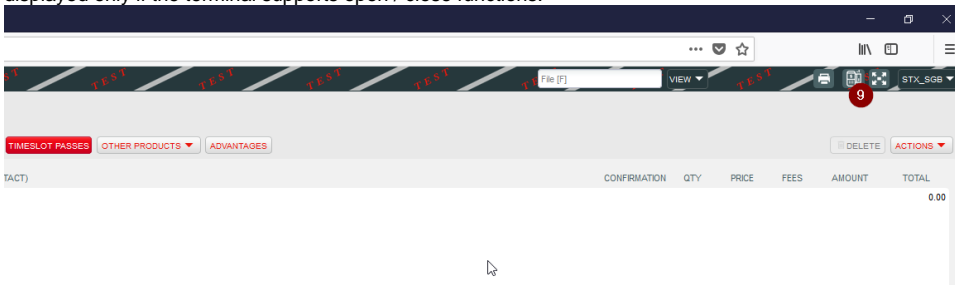 displayed only if the terminal supports open / close functions.
TEST TEST TEST TEST TEST File [F] VIEW TEST STX_SGB
9
TIMESLOT PASSES OTHER PRODUCTS ADVANTAGES DELETE ACTIONS
TACT) CONFIRMATION QTY PRICE FEES AMOUNT TOTAL
0.00